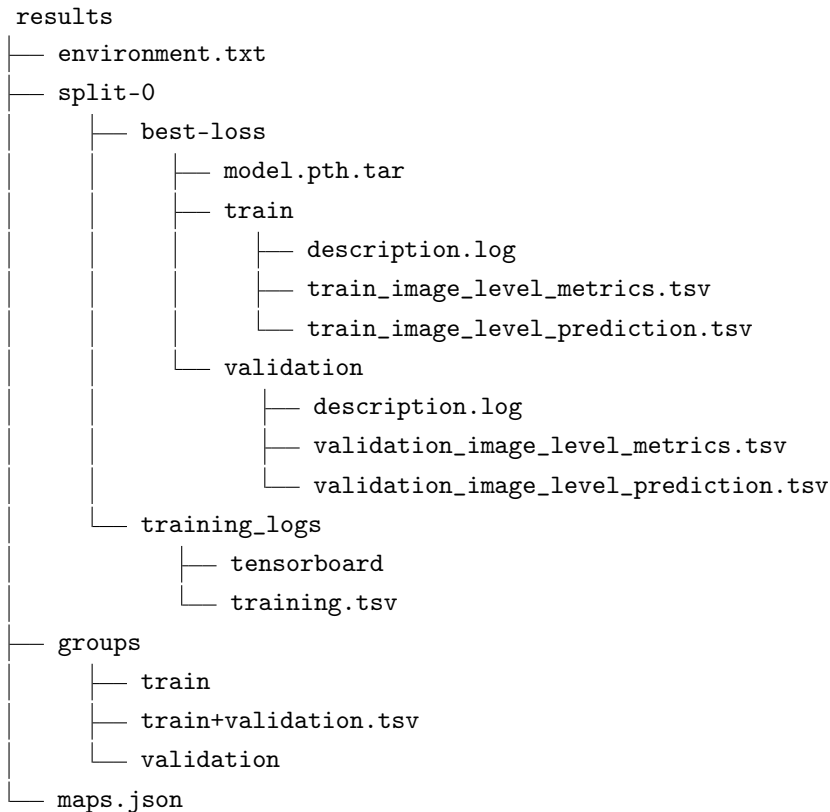 results
environment.txt
split-0
best-loss
model.pth.tar
train
description.log
train_image_level_metrics.tsv
train_image_level_prediction.tsv
validation
description.log
validation_image_level_metrics.tsv
validation_image_level_prediction.tsv
training_logs
tensorboard
training.tsv
groups
train
train+validation.tsv
validation
maps.json